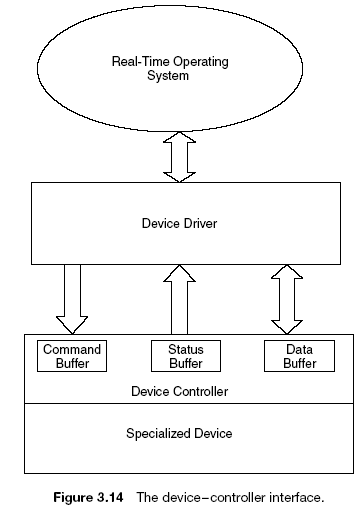 Real-Time Operating
System
Device Driver
Command
Buffer
Status
Buffer
Data
Buffer
Device Controller
Specialized Device
Figure 3.14 The device–controller interface.